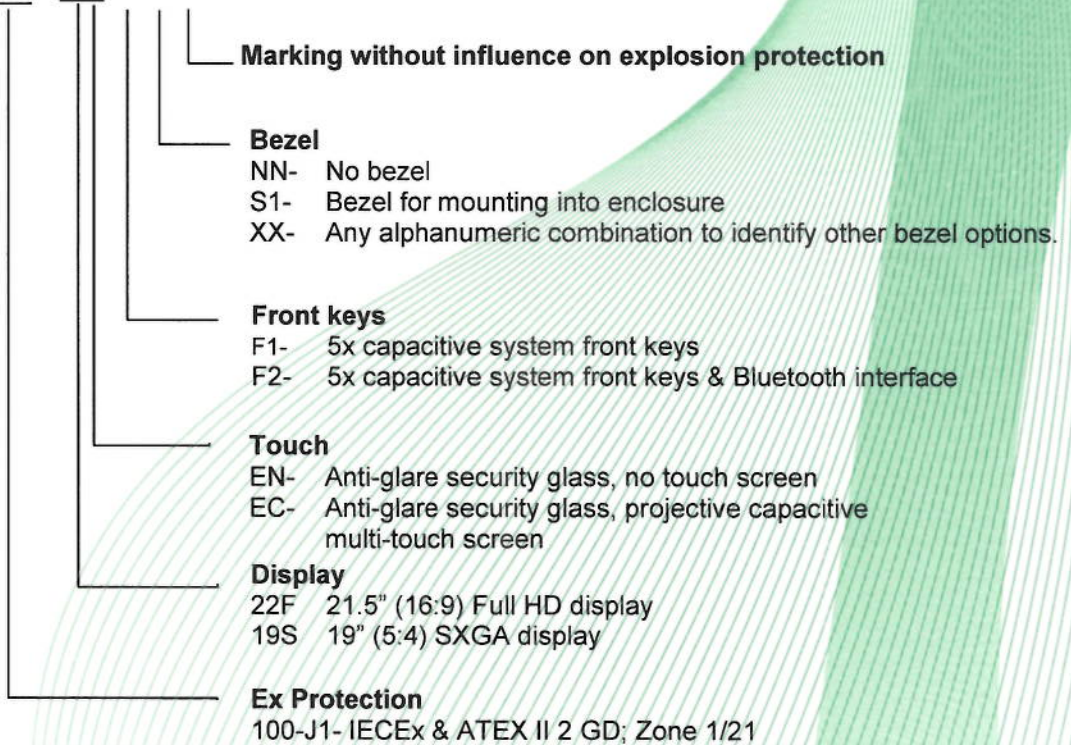 Marking without influence on explosion protection
Bezel
NN- No bezel
S1- Bezel for mounting into enclosure
XX- Any alphanumeric combination to identify other bezel options.
Front keys
F1- 5x capacitive system front keys
F2- 5x capacitive system front keys & Bluetooth interface
Touch
EN- Anti-glare security glass, no touch screen
EC- Anti-glare security glass, projective capacitive
multi-touch screen
Display
22F 21.5” (16:9) Full HD display
19S 19” (5:4) SXGA display
Ex Protection
100-J1- IECEx & ATEX II 2 GD; Zone 1/21